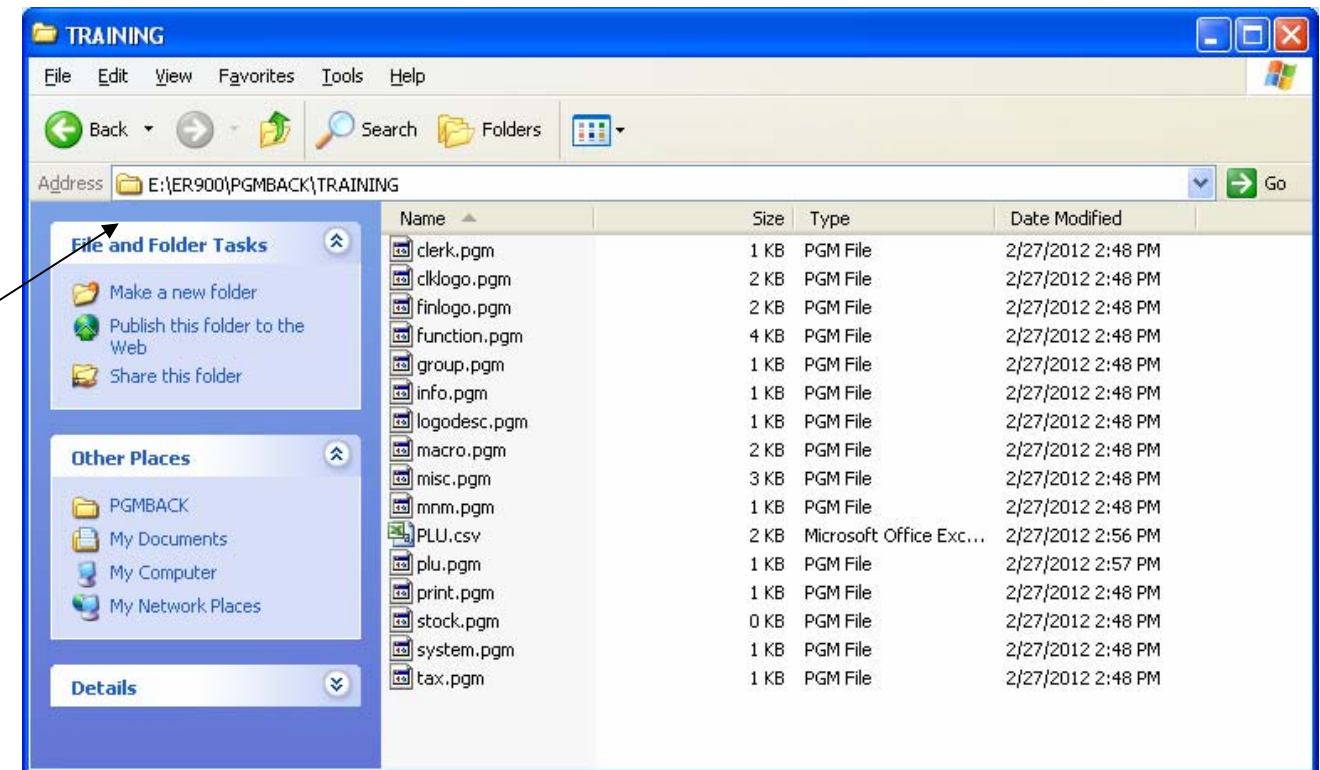 TRAINING
File Edit View Favorites Tools Help
Back Search Folders
Address E:\ER900\PGMBACK\TRAINING Go
File and Folder Tasks
Make a new folder
Publish this folder to the
Web
Share this folder
Other Places
PGMBACK
My Documents
My Computer
My Network Places
Details
Name Size Type Date Modified
clerk.pgm 1 KB PGM File 2/27/2012 2:48 PM
clklogo.pgm 2 KB PGM File 2/27/2012 2:48 PM
finlogo.pgm 2 KB PGM File 2/27/2012 2:48 PM
function.pgm 4 KB PGM File 2/27/2012 2:48 PM
group.pgm 1 KB PGM File 2/27/2012 2:48 PM
info.pgm 1 KB PGM File 2/27/2012 2:48 PM
logodesc.pgm 1 KB PGM File 2/27/2012 2:48 PM
macro.pgm 2 KB PGM File 2/27/2012 2:48 PM
misc.pgm 3 KB PGM File 2/27/2012 2:48 PM
mnm.pgm 1 KB PGM File 2/27/2012 2:48 PM
PLU.csv 2 KB Microsoft Office Exc... 2/27/2012 2:56 PM
plu.pgm 1 KB PGM File 2/27/2012 2:57 PM
print.pgm 1 KB PGM File 2/27/2012 2:48 PM
stock.pgm 0 KB PGM File 2/27/2012 2:48 PM
system.pgm 1 KB PGM File 2/27/2012 2:48 PM
tax.pgm 1 KB PGM File 2/27/2012 2:48 PM